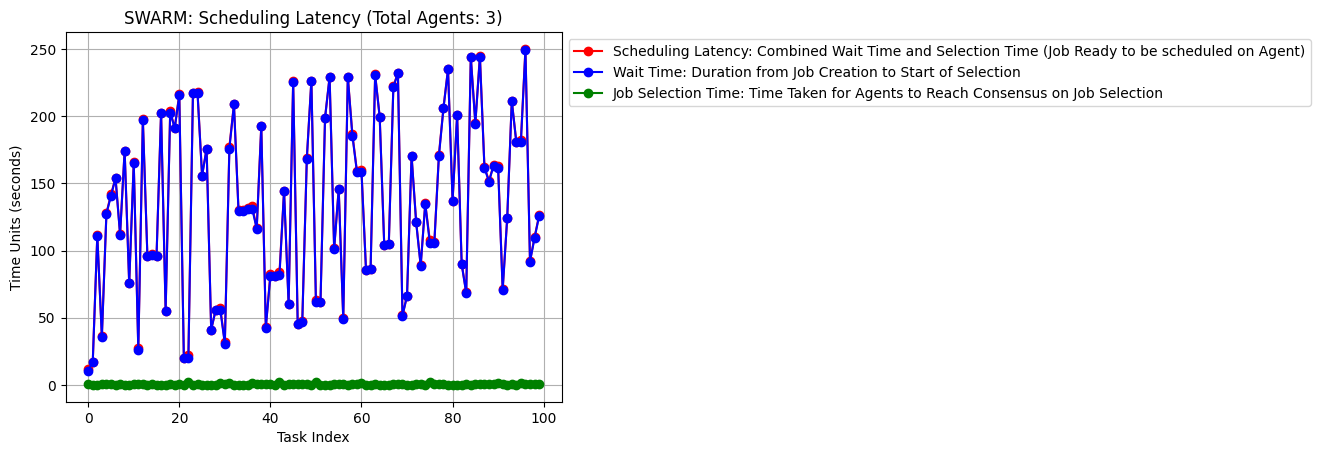 SWARM: Scheduling Latency (Total Agents: 3)
Scheduling Latency: Combined Wait Time and Selection Time (Job Ready to be scheduled on Agent)
Wait Time: Duration from Job Creation to Start of Selection
Job Selection Time: Time Taken for Agents to Reach Consensus on Job Selection
Time Units (seconds)
250
200
150
100
50
0
0 20 40 60 80 100
Task Index